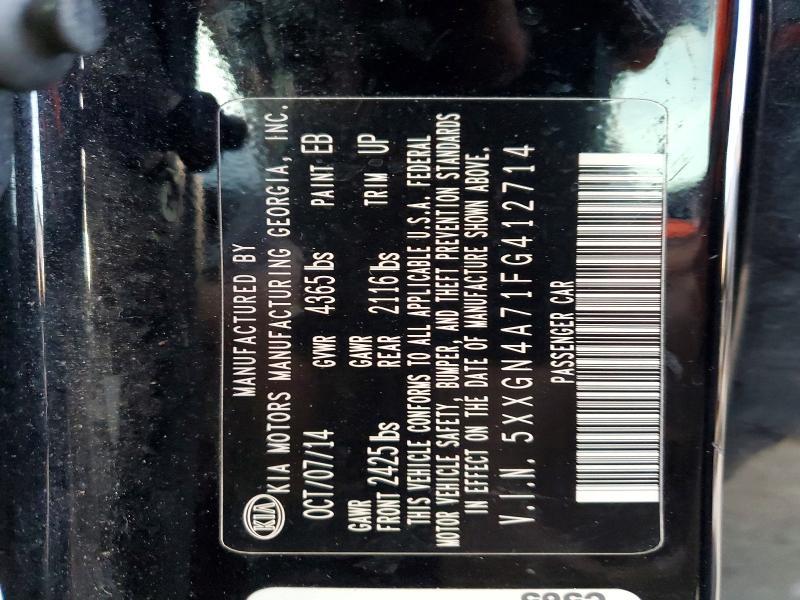 MANUFACTURED BY
KIA KIA MOTORS MANUFACTURING GEORGIA, INC.
OCT/07/14 GVWR 4365 lbs PAINT EB
GAWR GAWR
FRONT 2425 lbs REAR 2116 lbs TRIM UP
THIS VEHICLE CONFORMS TO ALL APPLICABLE U.S.A. FEDERAL
MOTOR VEHICLE SAFETY, BUMPER, AND THEFT PREVENTION STANDARDS
IN EFFECT ON THE DATE OF MANUFACTURE SHOWN ABOVE.
V.I.N. 5XXGN4A71FG412714
PASSENGER CAR